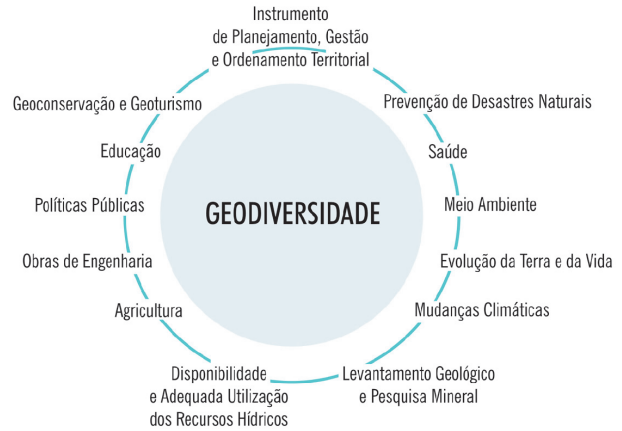 Instrumento
de Planejamento, Gestão
e Ordenamento Territorial
Geoconservação e Geoturismo
Prevenção de Desastres Naturais
Educação
Saúde
Políticas Públicas
GEODIVERSIDADE
Meio Ambiente
Obras de Engenharia
Evolução da Terra e da Vida
Agricultura
Mudanças Climáticas
Disponibilidade
e Adequada Utilização
dos Recursos Hídricos
Levantamento Geológico
e Pesquisa Mineral